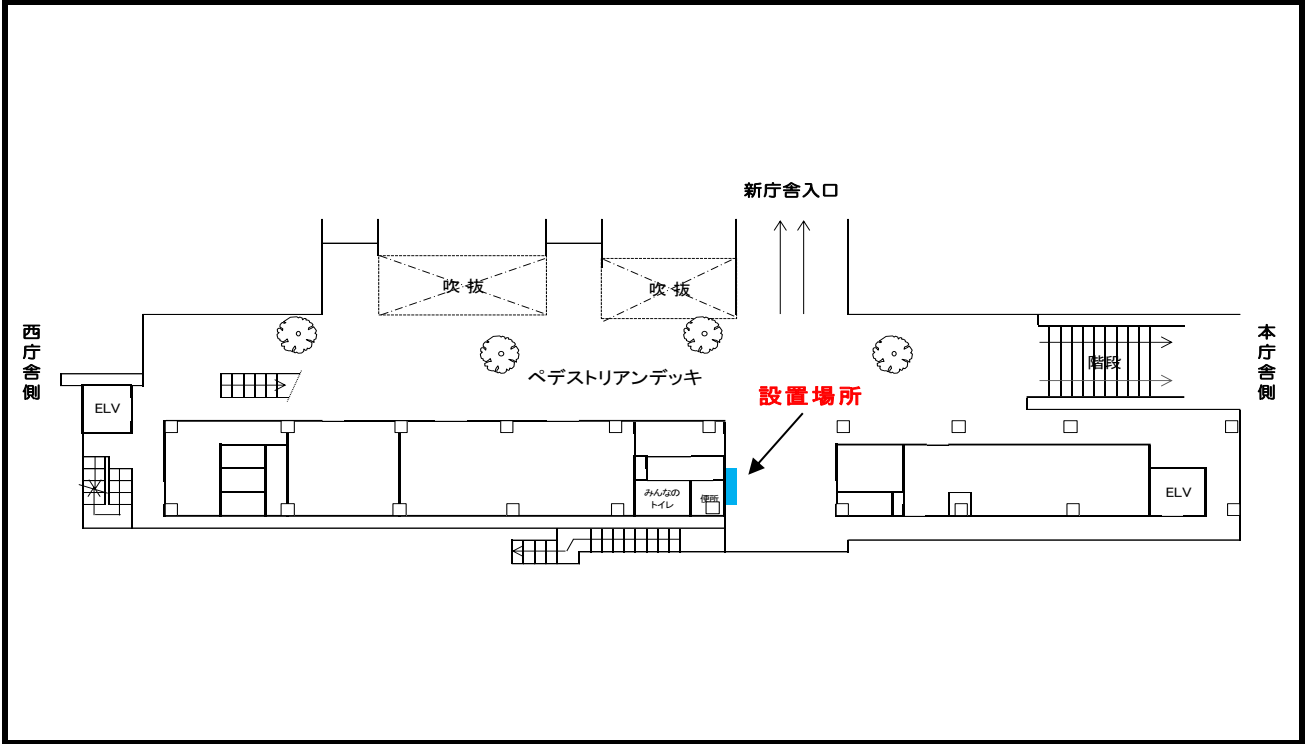 新庁舎入口
吹 抜
吹 抜
西庁舎側
本庁舎側
階段
ペデストリアンデッキ
設置場所
ELV
みんなの
トイレ
便所
ELV